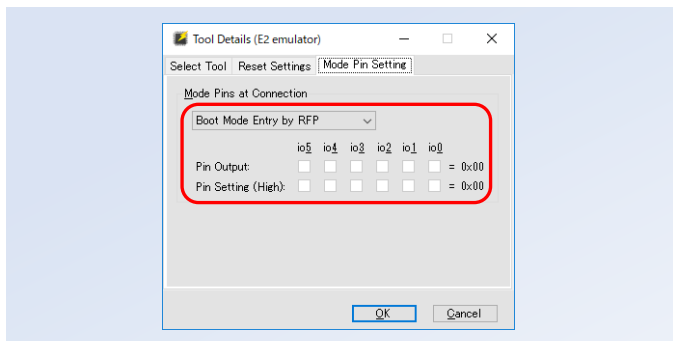 Tool Details (E2 emulator)
Select Tool Reset Settings Mode Pin Setting
Mode Pins at Connection
Boot Mode Entry by RFP
io5 io4 io3 io2 io1 io0
Pin Output: = 0x00
Pin Setting (High): = 0x00
OK Cancel